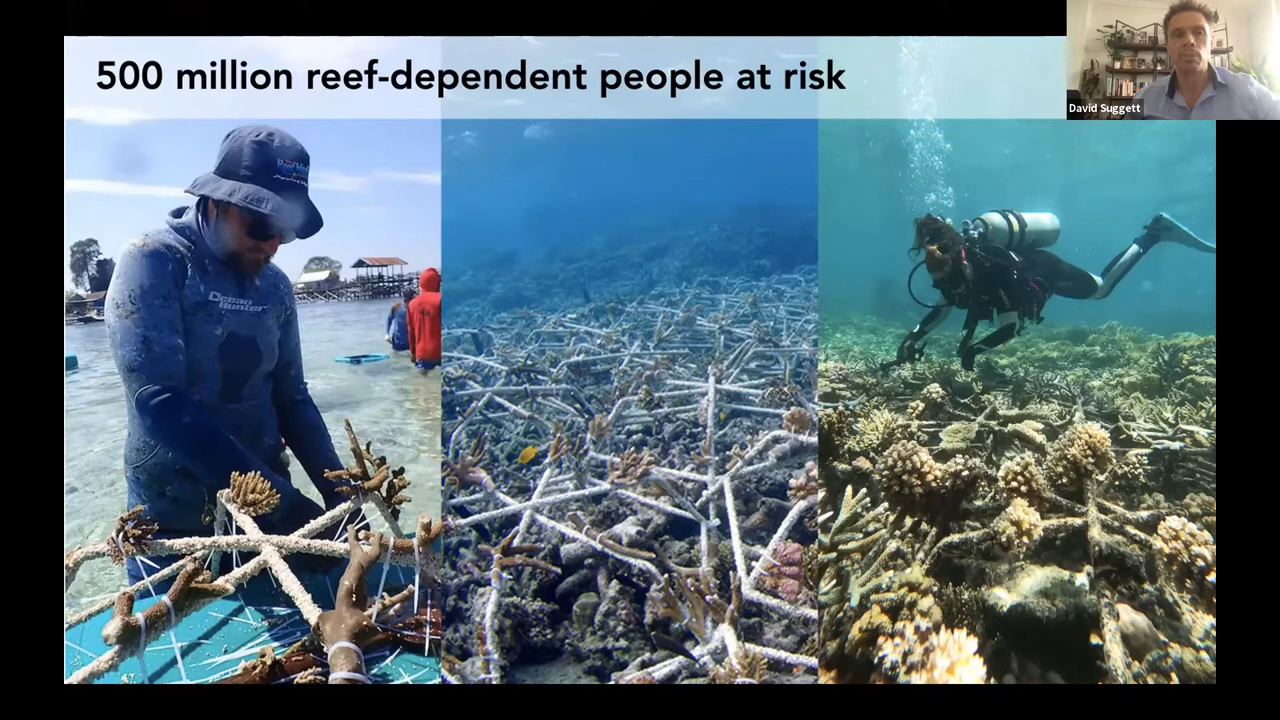 500 million reef-dependent people at risk
David Suggett
Ocean
Hunter